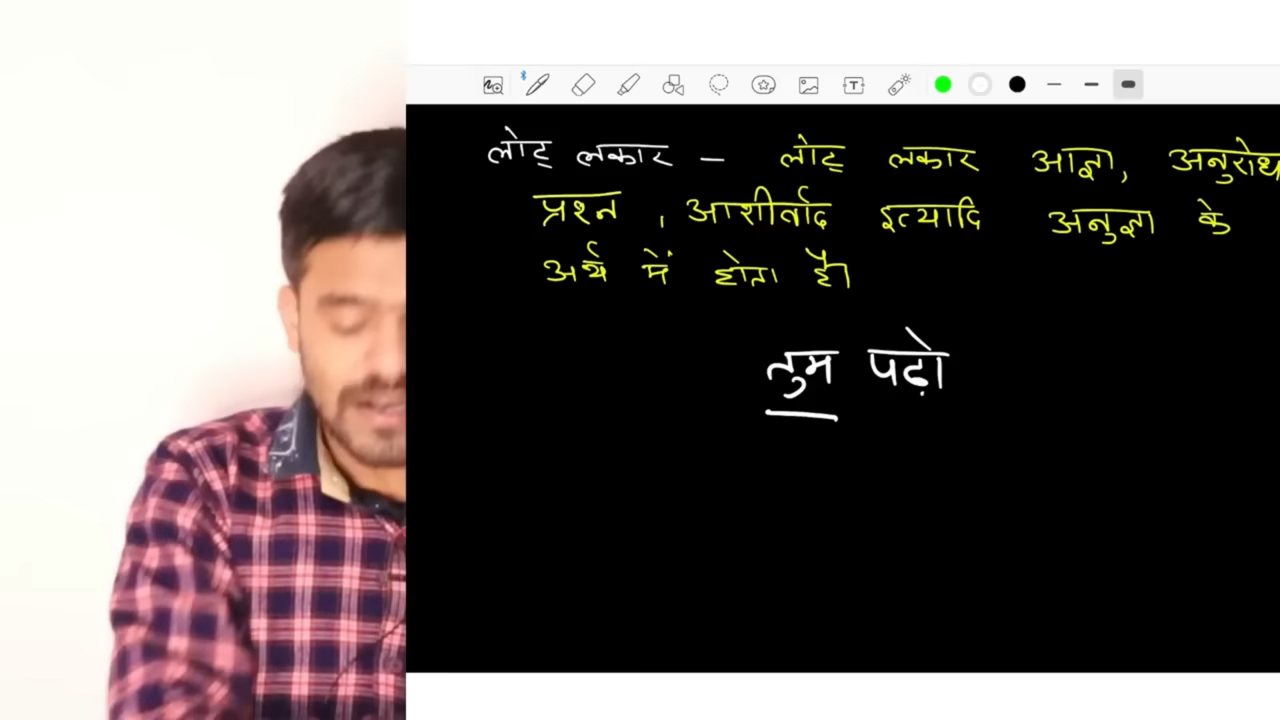 लोट् लकार – लोट् लकार आज्ञा, अनुरोध
प्रश्न, आशीर्वाद इत्यादि अनुज्ञा के
अर्थ में होता है।
तुम पढ़ो